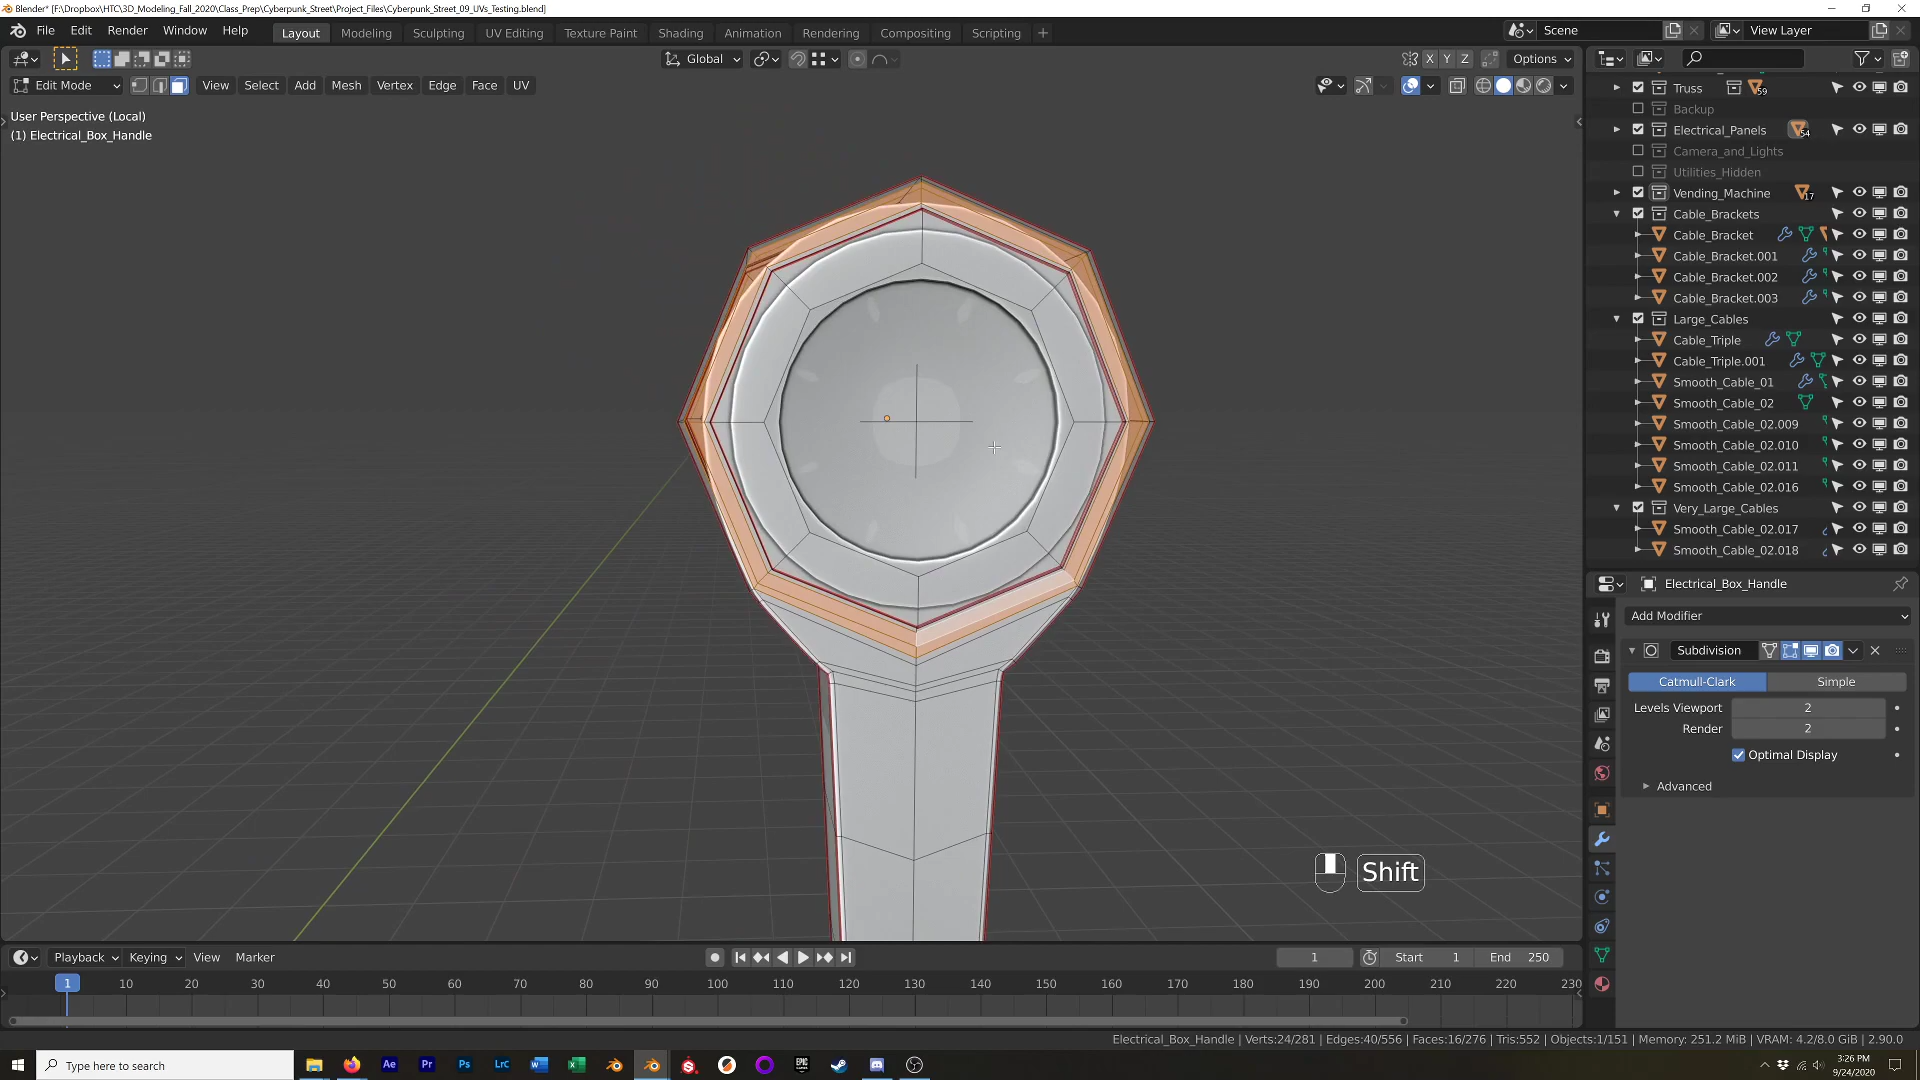 Blender* [F:\Dropbox\HTC\3D_Modeling_Fall_2020\Class_Prep\Cyberpunk_Street\Project_Files\Cyberpunk_Street_09_UVs_Testing.blend]
File Edit Render Window Help Layout Modeling Sculpting UV Editing Texture Paint Shading Animation Rendering Compositing Scripting Scene View Layer
Global X Y Z Options
Edit Mode View Select Add Mesh Vertex Edge Face UV
User Perspective (Local)
(1) Electrical_Box_Handle
Truss 59
Backup
Electrical_Panels 54
Camera_and_Lights
Utilities_Hidden
Vending_Machine 17
Cable_Brackets
Cable_Bracket
Cable_Bracket.001
Cable_Bracket.002
Cable_Bracket.003
Large_Cables
Cable_Triple
Cable_Triple.001
Smooth_Cable_01
Smooth_Cable_02
Smooth_Cable_02.009
Smooth_Cable_02.010
Smooth_Cable_02.011
Smooth_Cable_02.016
Very_Large_Cables
Smooth_Cable_02.017
Smooth_Cable_02.018
Electrical_Box_Handle
Add Modifier
Subdivision
Catmull-Clark Simple
Levels Viewport 2
Render 2
Optimal Display
Advanced
Shift
Playback Keying View Marker 1 Start 1 End 250
1 10 20 30 40 50 60 70 80 90 100 110 120 130 140 150 160 170 180 190 200 210 220 230
Electrical_Box_Handle | Verts:24/281 | Edges:40/556 | Faces:16/276 | Tris:552 | Objects:1/151 | Memory: 251.2 MiB | VRAM: 4.2/8.0 GiB | 2.90.0
Type here to search Ae Pr Ps Lrc
3:26 PM
9/24/2020